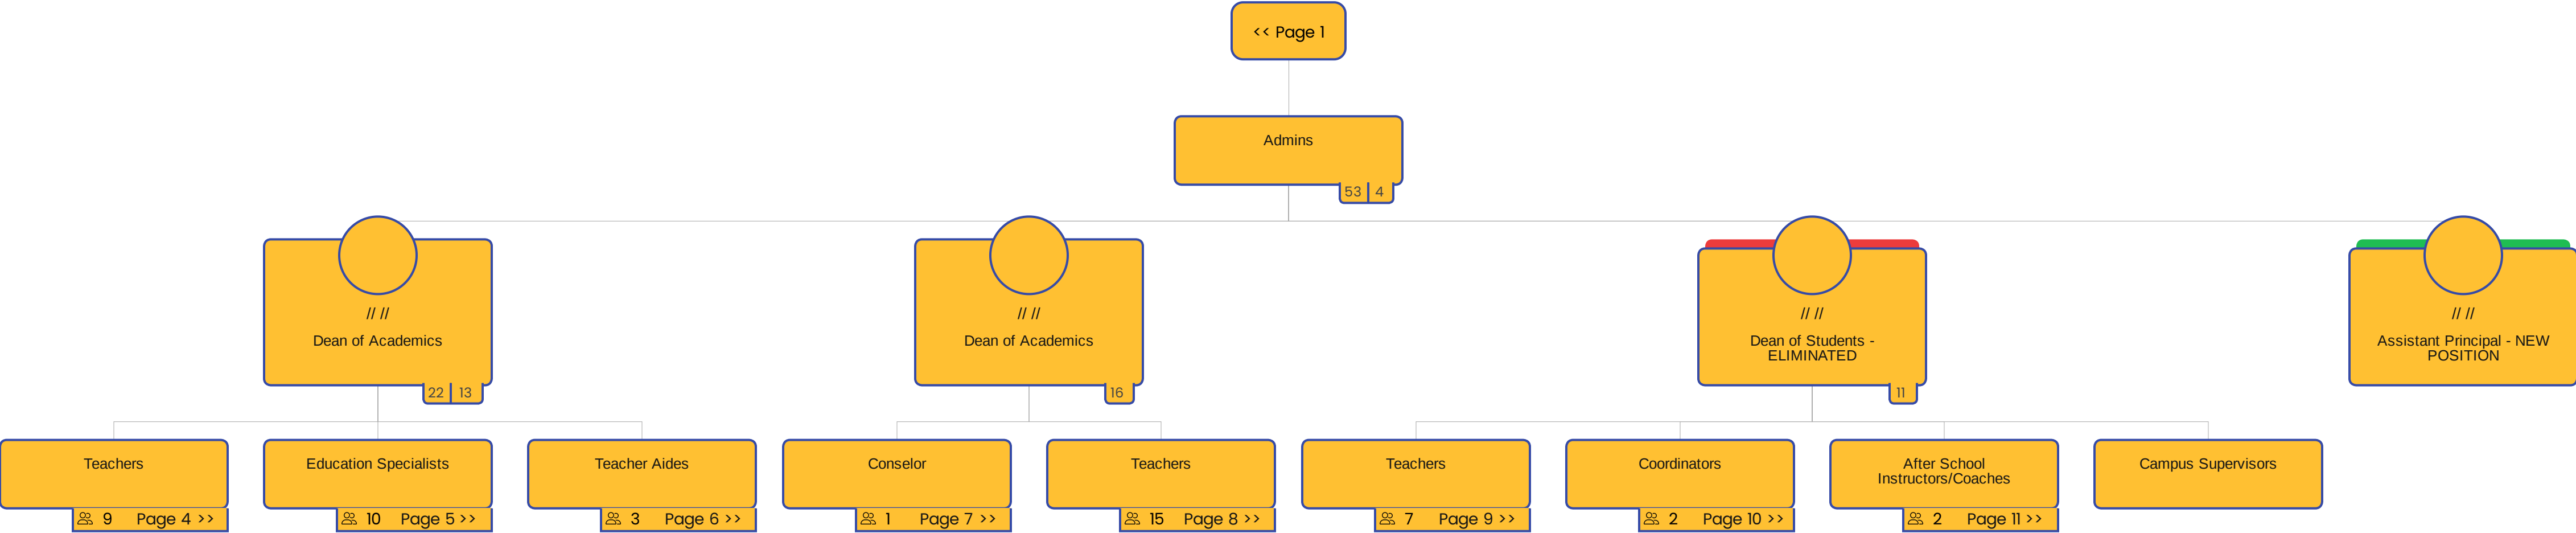 << Page 1
Admins
53 4
// //
Dean of Academics
22 13
// //
Dean of Academics
16
// //
Dean of Students -
ELIMINATED
11
// //
Assistant Principal - NEW
POSITION
Teachers
9 Page 4 >>
Education Specialists
10 Page 5 >>
Teacher Aides
3 Page 6 >>
Conselor
1 Page 7 >>
Teachers
15 Page 8 >>
Teachers
7 Page 9 >>
Coordinators
2 Page 10 >>
After School
Instructors/Coaches
2 Page 11 >>
Campus Supervisors